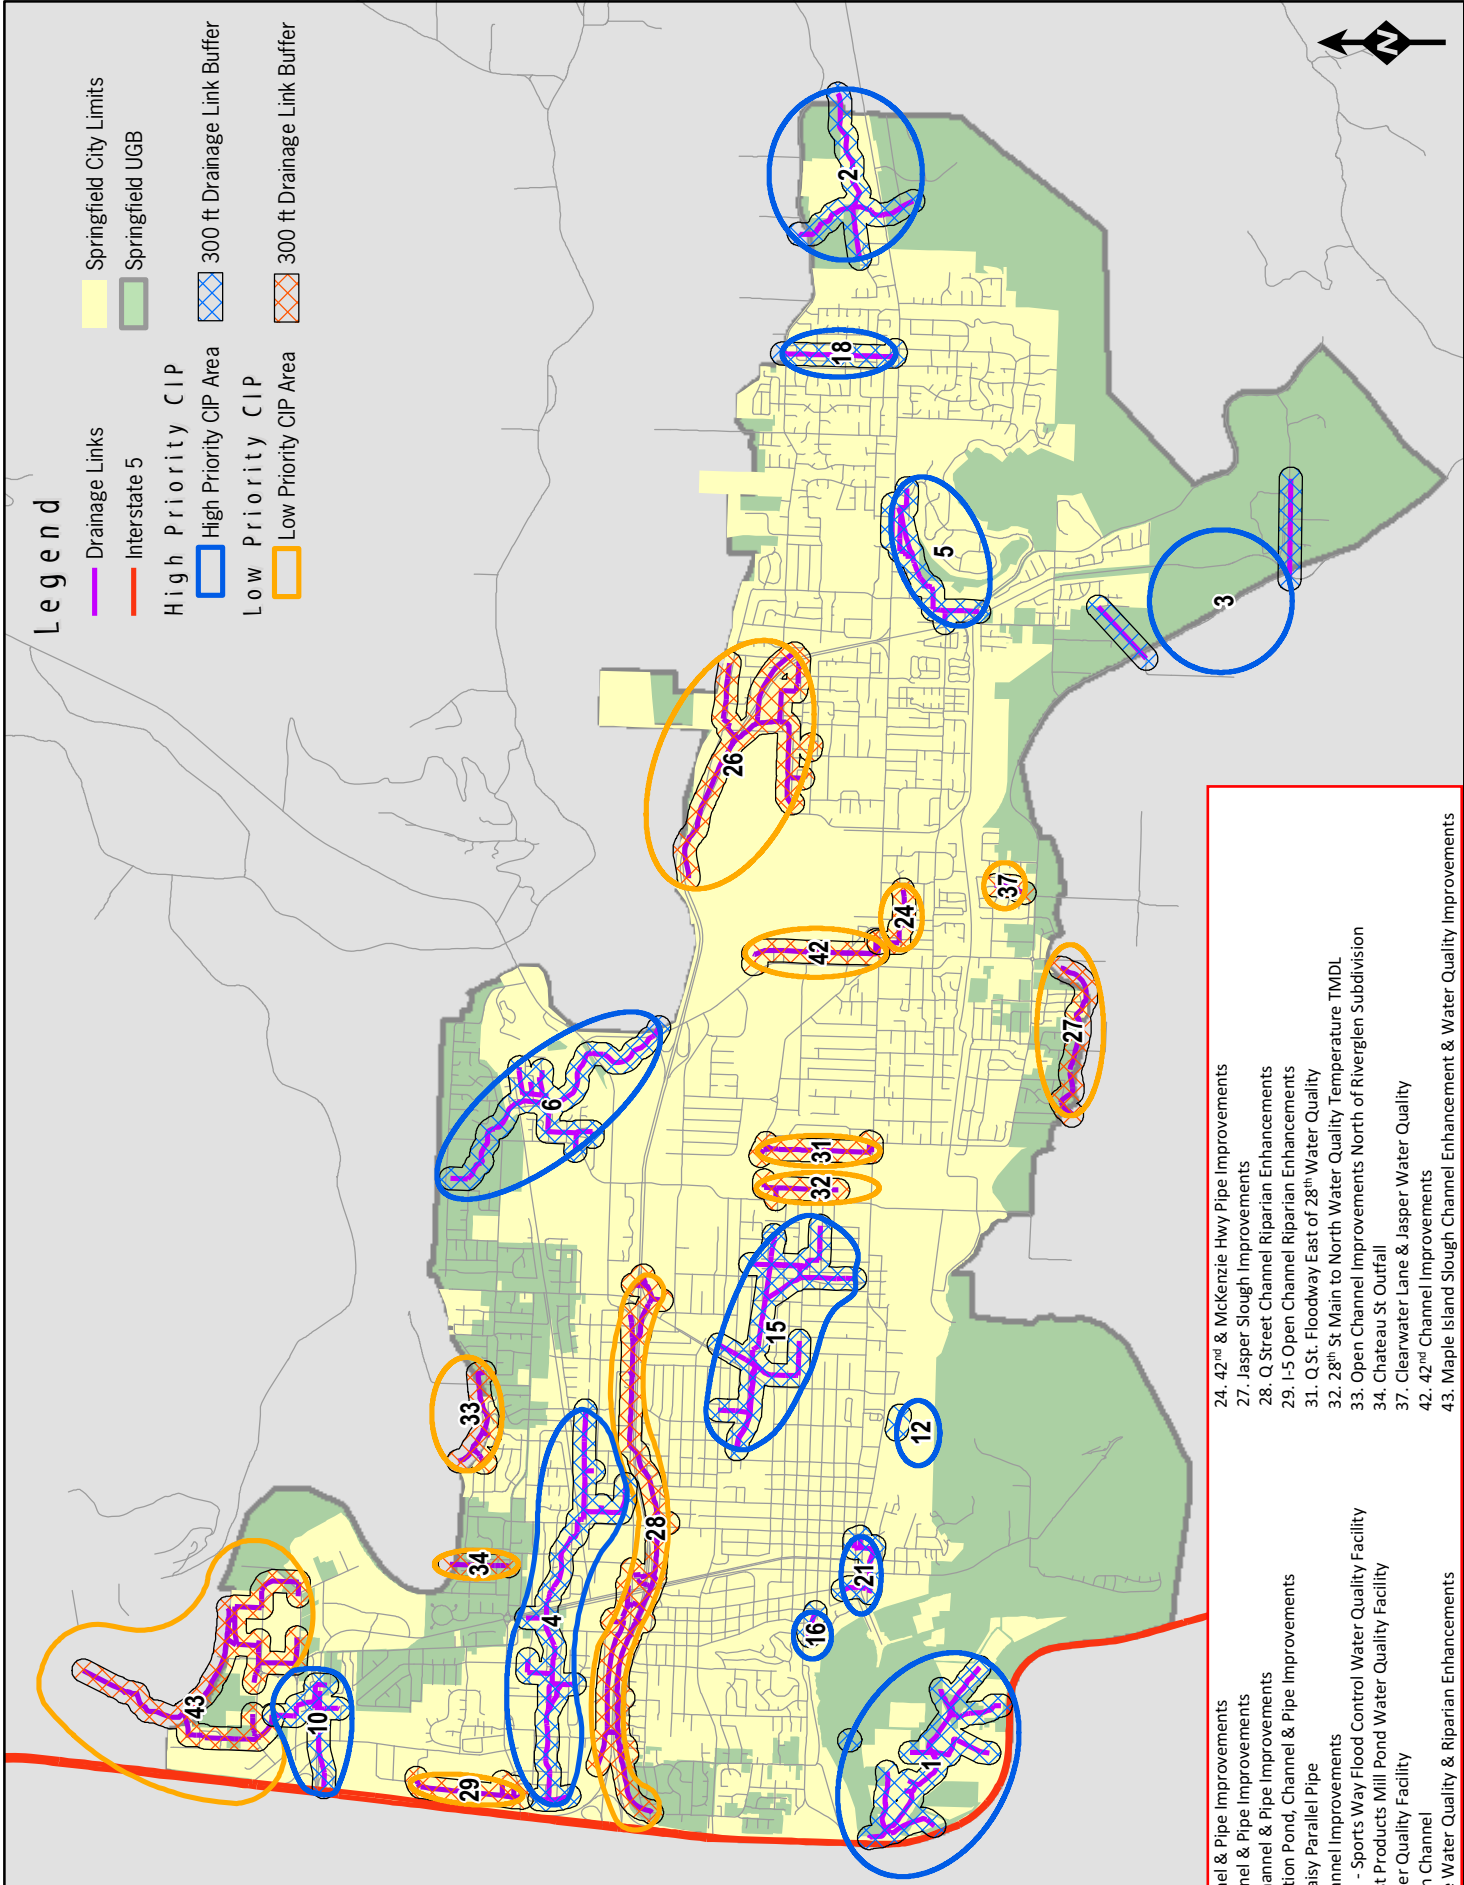 Legend
Drainage Links
Interstate 5
High Priority CIP
High Priority CIP Area
Low Priority CIP
Low Priority CIP Area
Springfield City Limits
Springfield UGB
300 ft Drainage Link Buffer
300 ft Drainage Link Buffer
N
43
10
29
34
33
4
28
6
15
32
31
42
24
26
37
27
18
2
5
3
12
21
16
1
& Pipe Improvements
& Pipe Improvements
& Pipe Improvements
Pond, Channel & Pipe Improvements
Parallel Pipe
Improvements
- Sports Way Flood Control Water Quality Facility
Products Mill Pond Water Quality Facility
Quality Facility
Channel
Water Quality & Riparian Enhancements
24. 42nd & McKenzie Hwy Pipe Improvements
27. Jasper Slough Improvements
28. Q Street Channel Riparian Enhancements
29. I-5 Open Channel Riparian Enhancements
31. Q St. Floodway East of 28th Water Quality
32. 28th St Main to North Water Quality Temperature TMDL
33. Open Channel Improvements North of Riverglen Subdivision
34. Chateau St Outfall
37. Clearwater Lane & Jasper Water Quality
42. 42nd Channel Improvements
43. Maple Island Slough Channel Enhancement & Water Quality Improvements